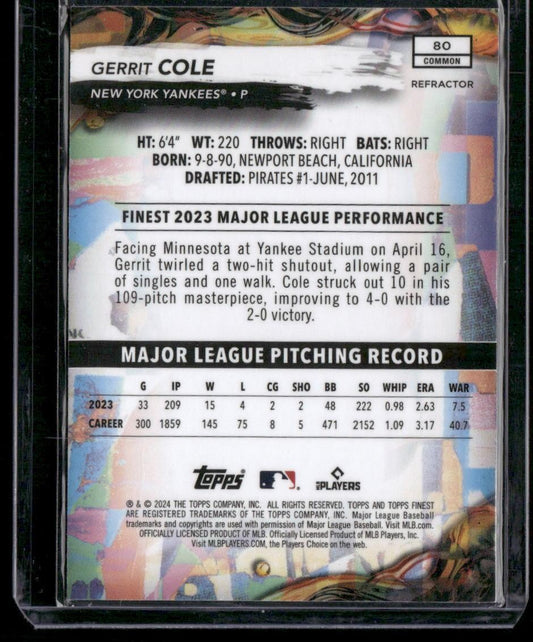 80
COMMON
GERRIT COLE
REFRACTOR
NEW YORK YANKEES® • P
HT: 6'4" WT: 220 THROWS: RIGHT BATS: RIGHT
BORN: 9-8-90, NEWPORT BEACH, CALIFORNIA
DRAFTED: PIRATES #1-JUNE, 2011
FINEST 2023 MAJOR LEAGUE PERFORMANCE
Facing Minnesota at Yankee Stadium on April 16,
Gerrit twirled a two-hit shutout, allowing a pair
of singles and one walk. Cole struck out 10 in his
109-pitch masterpiece, improving to 4-0 with the
2-0 victory.
MAJOR LEAGUE PITCHING RECORD
G IP W L CG SHO BB SO WHIP ERA WAR
2023 33 209 15 4 2 2 48 222 0.98 2.63 7.5
CAREER 300 1859 145 75 8 5 471 2152 1.09 3.17 40.7
Topps PLAYERS
® & © 2024 THE TOPPS COMPANY, INC. ALL RIGHTS RESERVED. TOPPS AND TOPPS FINEST
ARE REGISTERED TRADEMARKS OF THE TOPPS COMPANY, INC. Major League Baseball
trademarks and copyrights are used with permission of Major League Baseball. Visit MLB.com.
OFFICIALLY LICENSED PRODUCT OF MLB. Officially Licensed Product of MLB Players, Inc.
Visit MLBPLAYERS.COM, the Players Choice on the web.